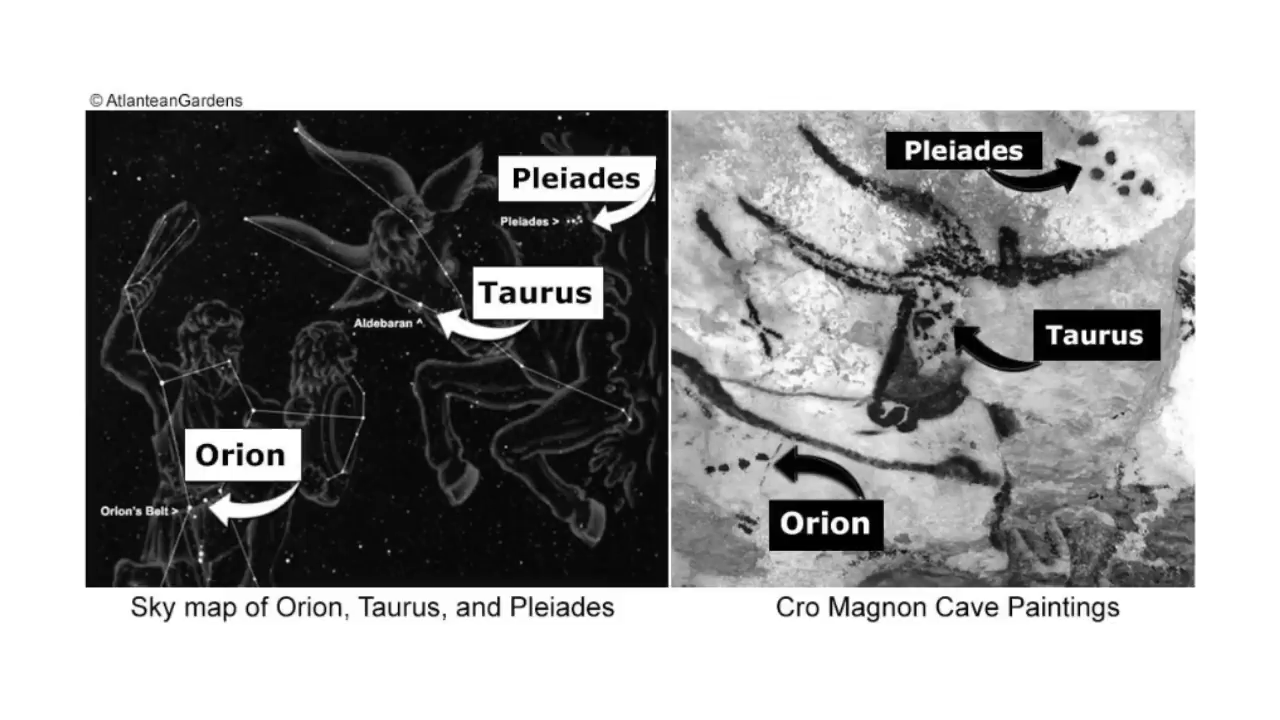 © AtlanteanGardens
Pleiades
Pleiades >
Taurus
Aldebaran ^
Orion
Orion's Belt >
Pleiades
Taurus
Orion
Sky map of Orion, Taurus, and Pleiades
Cro Magnon Cave Paintings